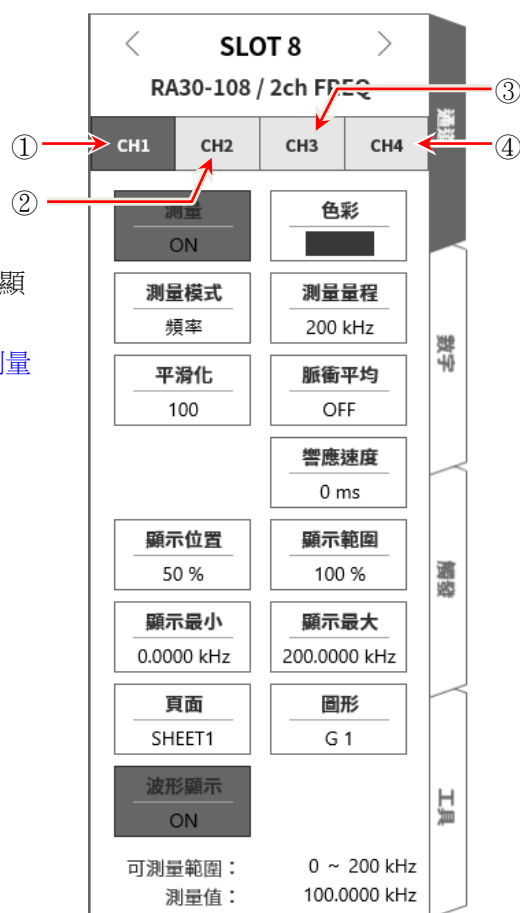 SLOT 8
RA30-108 / 2ch FREQ
③
通道
① CH1 CH2 CH3 CH4 ④
②
測量
ON
色彩
顯
測量模式
頻率
測量量程
200 kHz
數字
測量
平滑化
100
脈衝平均
OFF
響應速度
0 ms
顯示位置
50 %
顯示範圍
100 %
觸發
顯示最小
0.0000 kHz
顯示最大
200.0000 kHz
頁面
SHEET1
圖形
G 1
波形顯示
ON
工具
可測量範圍： 0 ~ 200 kHz
測量值： 100.0000 kHz